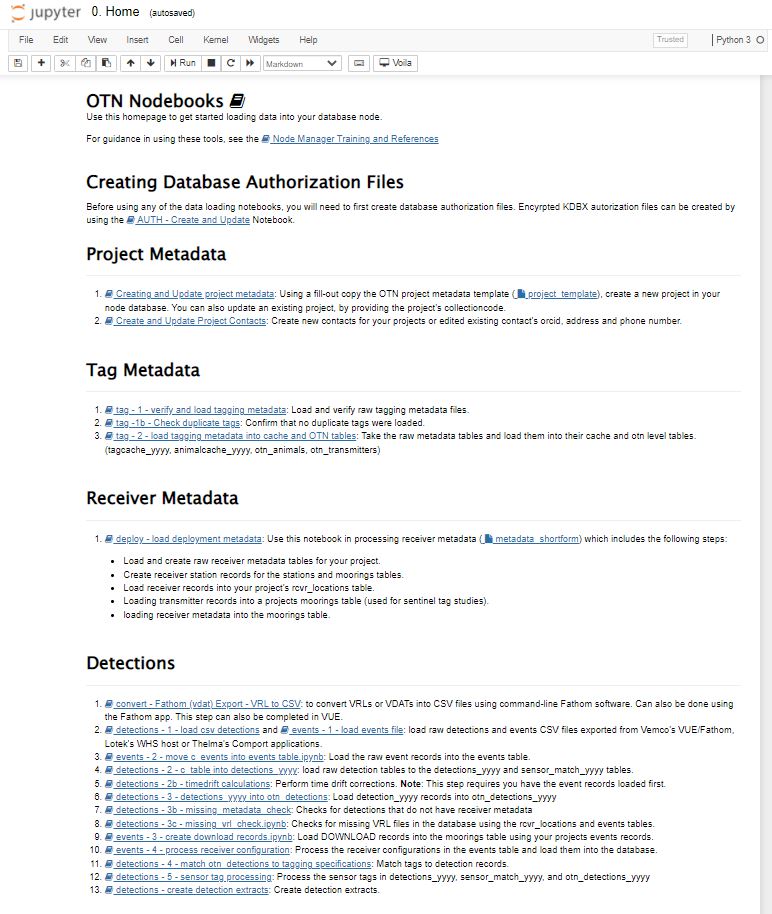 jupyter 0. Home (autosaved)
File Edit View Insert Cell Kernel Widgets Help Trusted Python 3
Run Markdown Voila
OTN Nodebooks
Use this homepage to get started loading data into your database node.
For guidance in using these tools, see the Node Manager Training and References
Creating Database Authorization Files
Before using any of the data loading notebooks, you will need to first create database authorization files. Encyrpted KDBX autorization files can be created by
using the AUTH - Create and Update Notebook.
Project Metadata
1. Creating and Update project metadata: Using a fill-out copy the OTN project metadata template ( project_template), create a new project in your
node database. You can also update an existing project, by providing the project's collectioncode.
2. Create and Update Project Contacts: Create new contacts for your projects or edited existing contact's orcid, address and phone number.
Tag Metadata
1. tag - 1 - verify and load tagging metadata: Load and verify raw tagging metadata files.
2. tag -1b - Check duplicate tags: Confirm that no duplicate tags were loaded.
3. tag - 2 - load tagging metadata into cache and OTN tables: Take the raw metadata tables and load them into their cache and otn level tables.
(tagcache_yyyy, animalcache_yyyy, otn_animals, otn_transmitters)
Receiver Metadata
1. deploy - load deployment metadata: Use this notebook in processing receiver metadata ( metadata_shortform) which includes the following steps:
• Load and create raw receiver metadata tables for your project.
• Create receiver station records for the stations and moorings tables.
• Load receiver records into your project's rcvr_locations table.
• Loading transmitter records into a projects moorings table (used for sentinel tag studies).
• loading receiver metadata into the moorings table.
Detections
1. convert - Fathom (vdat) Export - VRL to CSV: to convert VRLs or VDATs into CSV files using command-line Fathom software. Can also be done using
the Fathom app. This step can also be completed in VUE.
2. detections - 1 - load csv detections and events - 1 - load events file: load raw detections and events CSV files exported from Vemco's VUE/Fathom,
Lotek's WHS host or Thelma's Comport applications.
3. events - 2 - move c_events into events table.ipynb: Load the raw event records into the events table.
4. detections - 2 - c_table into detections_yyyy: load raw detection tables to the detections_yyyy and sensor_match_yyyy tables.
5. detections - 2b - timedrift calculations: Perform time drift corrections. Note: This step requires you have the event records loaded first.
6. detections - 3 - detections_yyyy into otn_detections: Load detection_yyyy records into otn_detections_yyyy
7. detections - 3b - missing_metadata_check: Checks for detections that do not have receiver metadata
8. detections - 3c - missing_vrl_check.ipynb: Checks for missing VRL files in the database using the rcvr_locations and events tables.
9. events - 3 - create download records.ipynb: Load DOWNLOAD records into the moorings table using your projects events records.
10. events - 4 - process receiver configuration: Process the receiver configurations in the events table and load them into the database.
11. detections - 4 - match otn_detections to tagging specifications: Match tags to detection records.
12. detections - 5 - sensor tag processing: Process the sensor tags in detections_yyyy, sensor_match_yyyy, and otn_detections_yyyy
13. detections - create detection extracts: Create detection extracts.